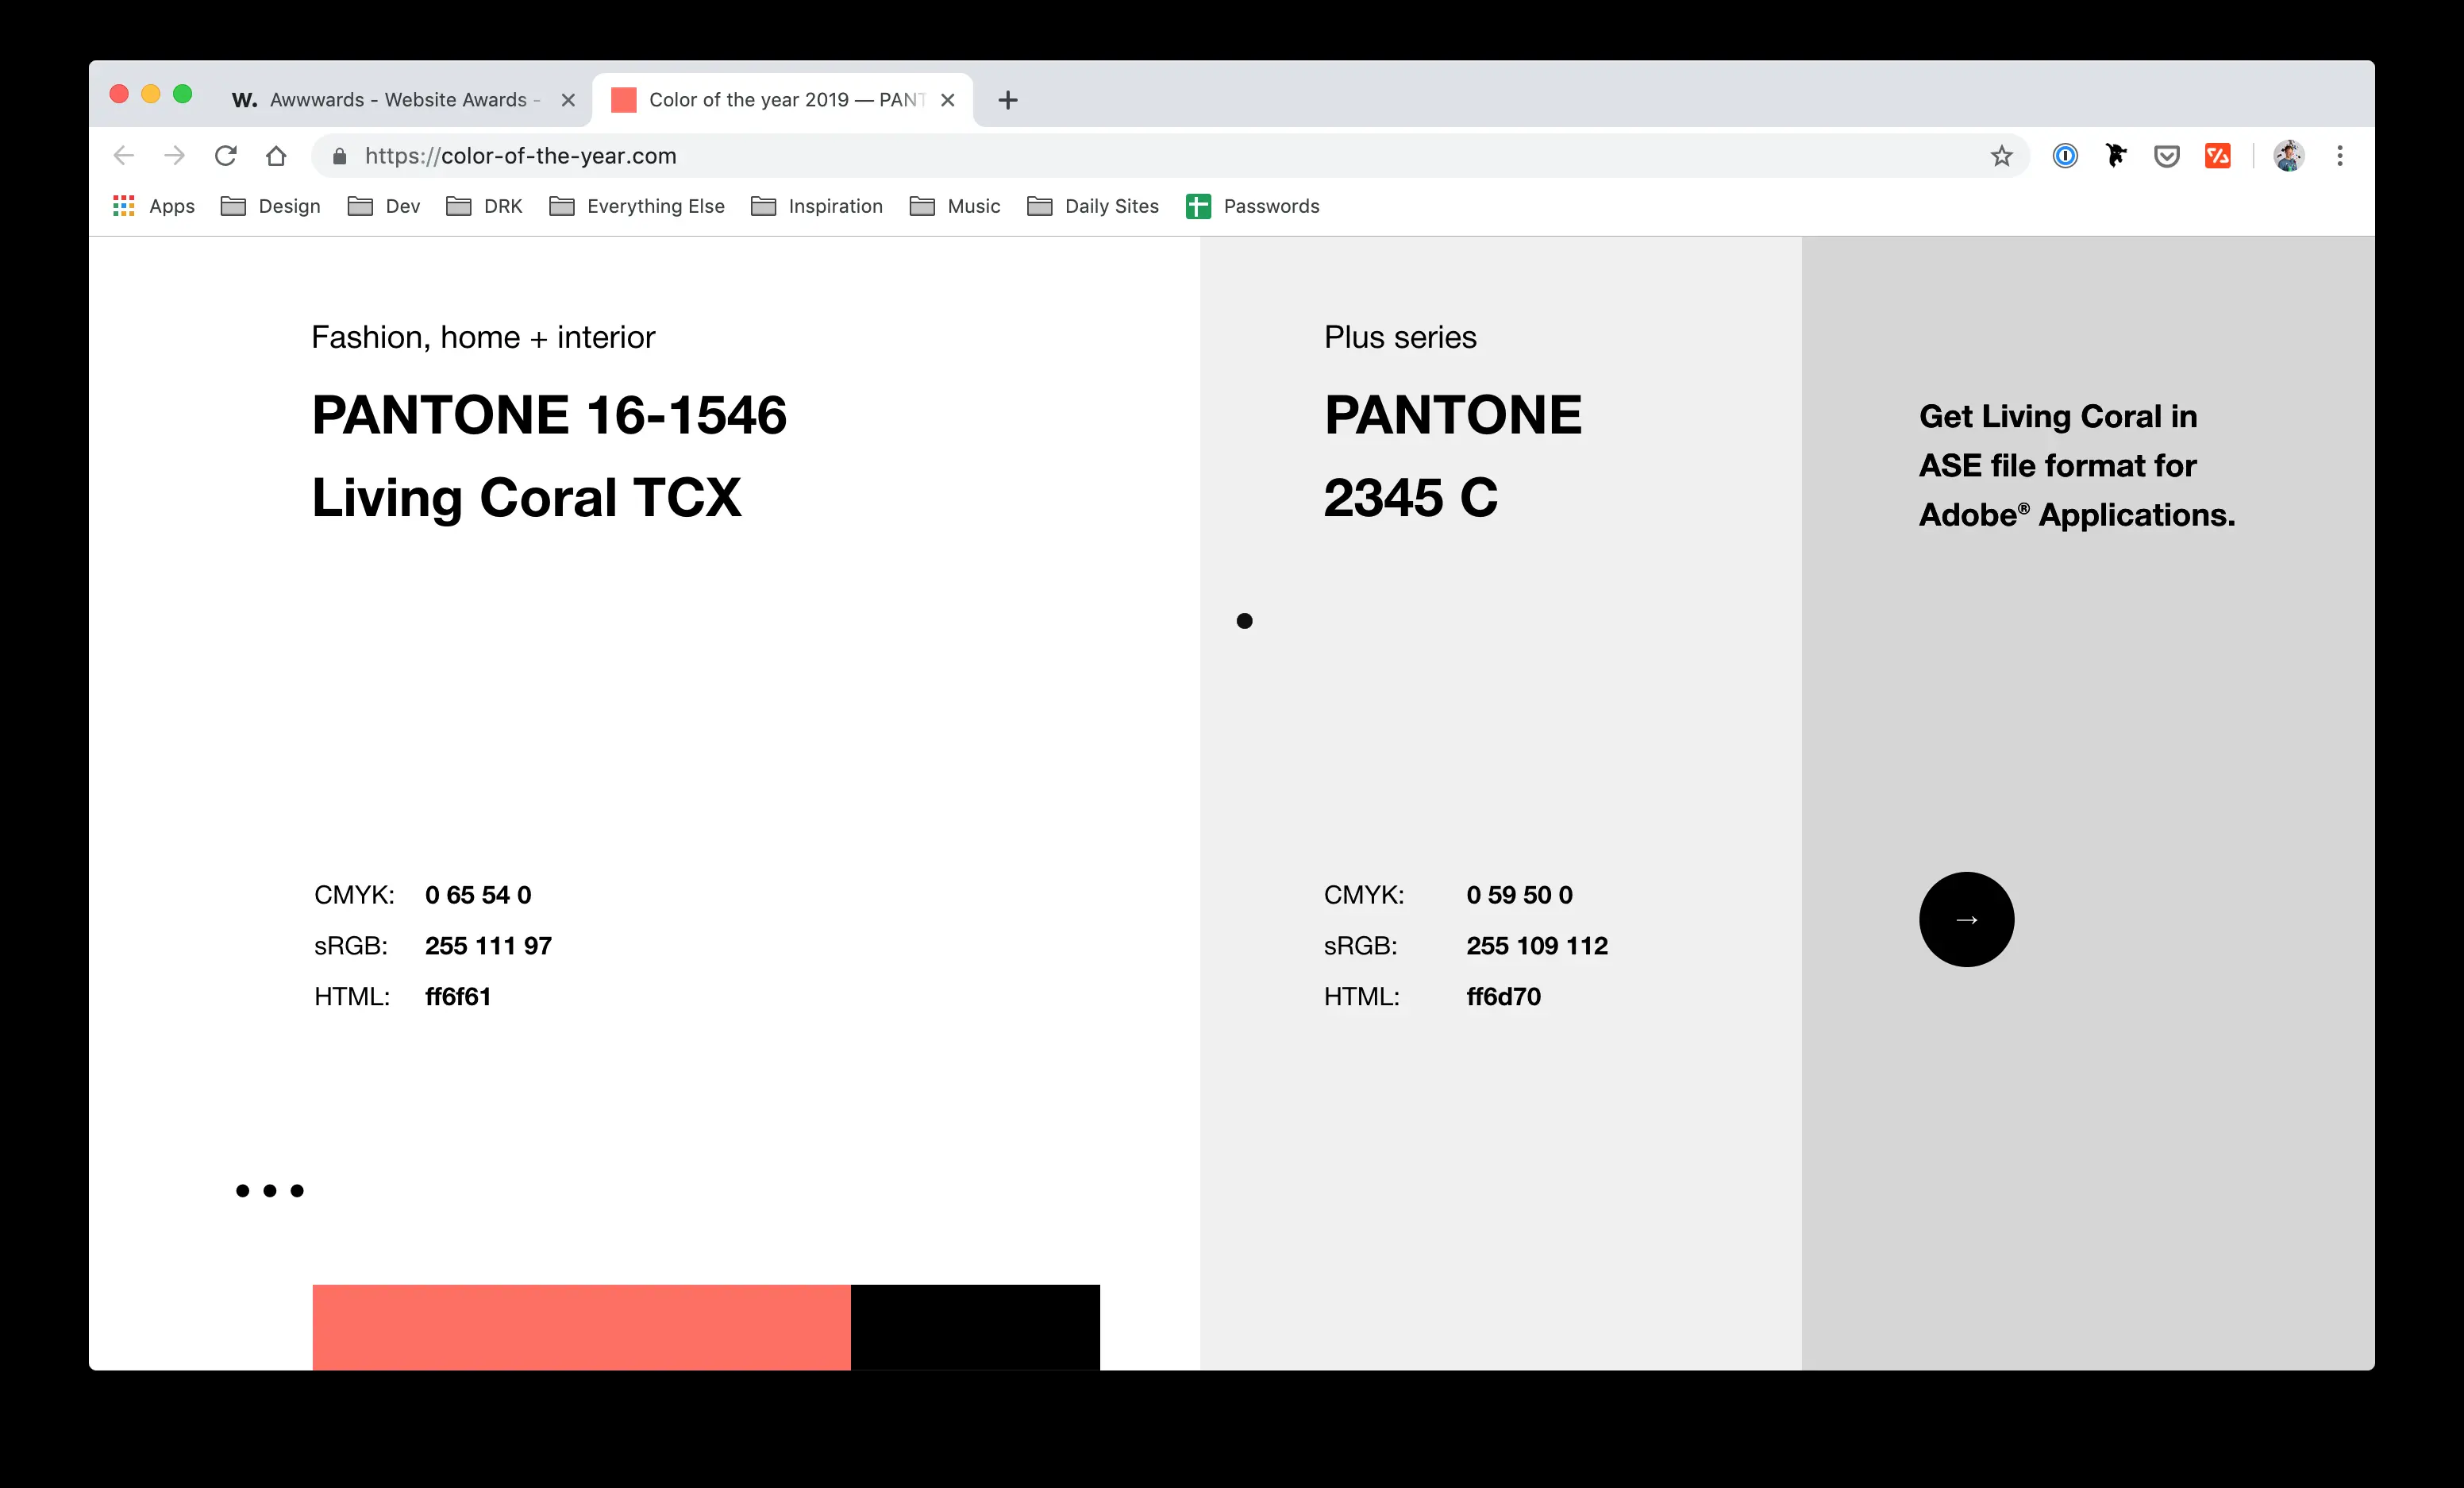 W. Awwwards - Website Awards -
Color of the year 2019 — PANT
https://color-of-the-year.com
Apps Design Dev DRK Everything Else Inspiration Music Daily Sites Passwords
Fashion, home + interior
PANTONE 16-1546
Living Coral TCX
CMYK: 0 65 54 0
sRGB: 255 111 97
HTML: ff6f61
Plus series
PANTONE
2345 C
CMYK: 0 59 50 0
sRGB: 255 109 112
HTML: ff6d70
Get Living Coral in
ASE file format for
Adobe® Applications.
→